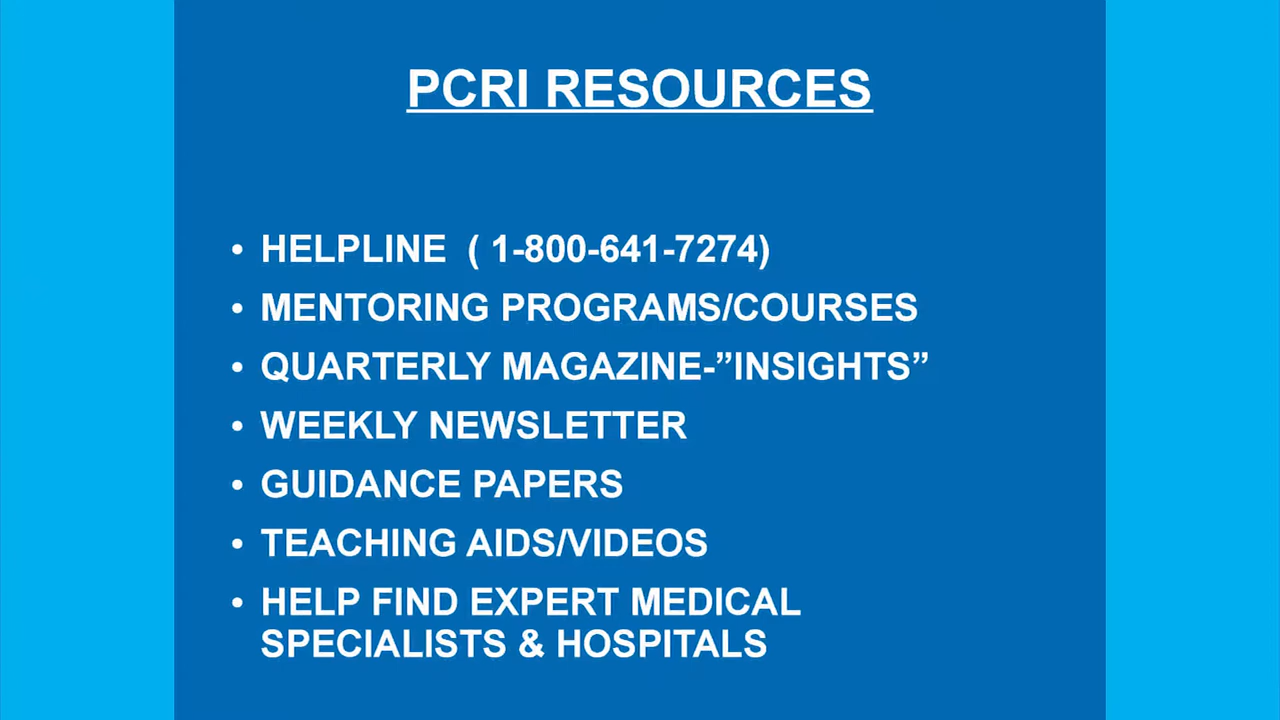 PCRI RESOURCES
• HELPLINE ( 1-800-641-7274)
• MENTORING PROGRAMS/COURSES
• QUARTERLY MAGAZINE-”INSIGHTS”
• WEEKLY NEWSLETTER
• GUIDANCE PAPERS
• TEACHING AIDS/VIDEOS
• HELP FIND EXPERT MEDICAL
SPECIALISTS & HOSPITALS